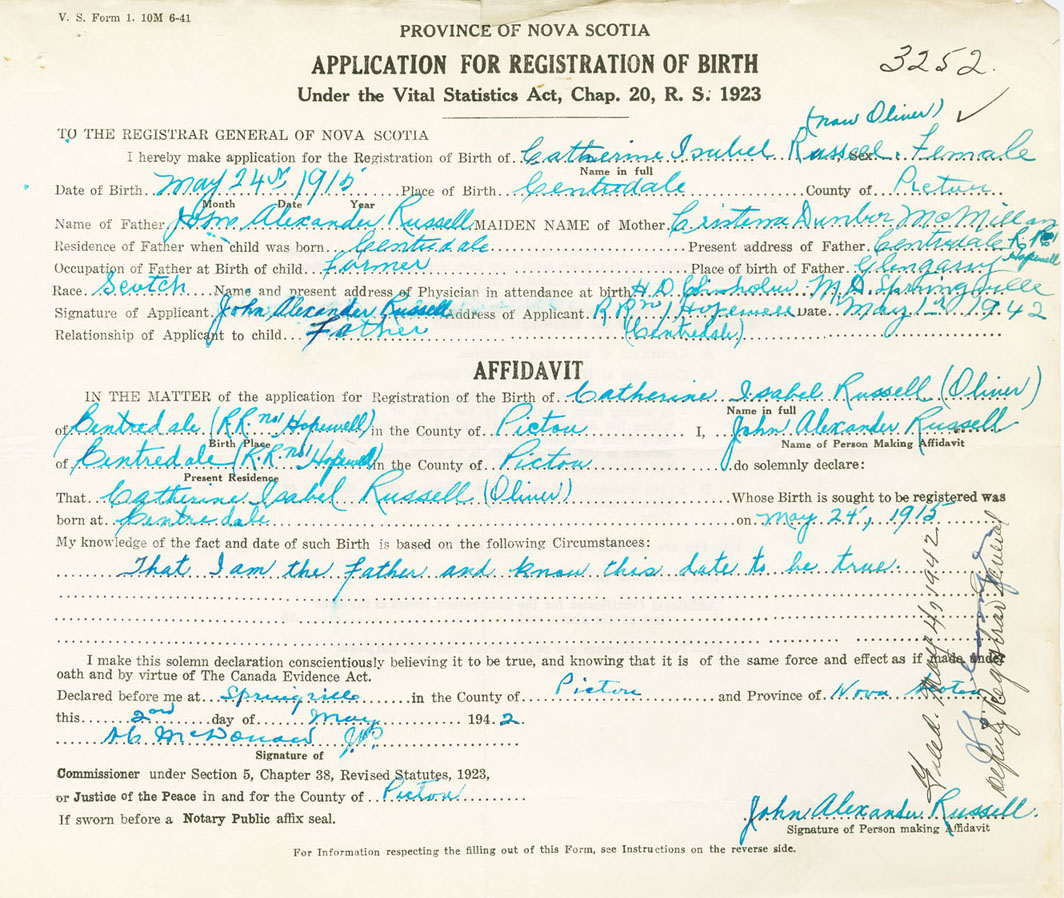 V. S. Form 1. 10M 6-41
PROVINCE OF NOVA SCOTIA
APPLICATION FOR REGISTRATION OF BIRTH
3252.
Under the Vital Statistics Act, Chap. 20, R. S. 1923
(now Oliver) ✓
TO THE REGISTRAR GENERAL OF NOVA SCOTIA
I hereby make application for the Registration of Birth of Catherine Isabel Russell. Sex Female
Name in full
Date of Birth May 24th 1915 Place of Birth Centredale County of Pictou
Month Date Year
Name of Father John Alexander Russell MAIDEN NAME of Mother Cristena Dunbar McMillan
Residence of Father when child was born Centredale Present address of Father Centredale R R no 1
Hopewell
Occupation of Father at Birth of child Farmer Place of birth of Father Glengarry
Race Scotch Name and present address of Physician in attendance at birth H. D. Chisholm M.D. Springville
Signature of Applicant John Alexander Russell Address of Applicant R R no 1 Hopewell Date May 1942
Relationship of Applicant to child Father (Centredale)
AFFIDAVIT
IN THE MATTER of the application for Registration of the Birth of Catherine Isabel Russell (Oliver)
Name in full
of Centredale (R.R. no 1 Hopewell) in the County of Pictou I, John Alexander Russell
Birth Place Name of Person Making Affidavit
of Centredale (R.R. no 1 Hopewell) in the County of Pictou do solemnly declare:
Present Residence
That Catherine Isabel Russell (Oliver) Whose Birth is sought to be registered was
born at Centredale on May 24, 1915
My knowledge of the fact and date of such Birth is based on the following Circumstances:
That I am the father and know this date to be true.
I make this solemn declaration conscientiously believing it to be true, and knowing that it is of the same force and effect as if made under
oath and by virtue of The Canada Evidence Act.
Declared before me at Springville in the County of Pictou and Province of Nova Scotia
this 2nd day of May 1942
McDonald J.P.
Signature of
Commissioner under Section 5, Chapter 38, Revised Statutes, 1923,
or Justice of the Peace in and for the County of Pictou
If sworn before a Notary Public affix seal.
John Alexander Russell.
Signature of Person making Affidavit
For Information respecting the filling out of this Form, see Instructions on the reverse side.
Filed. May 4, 1942
Deputy Registrar General